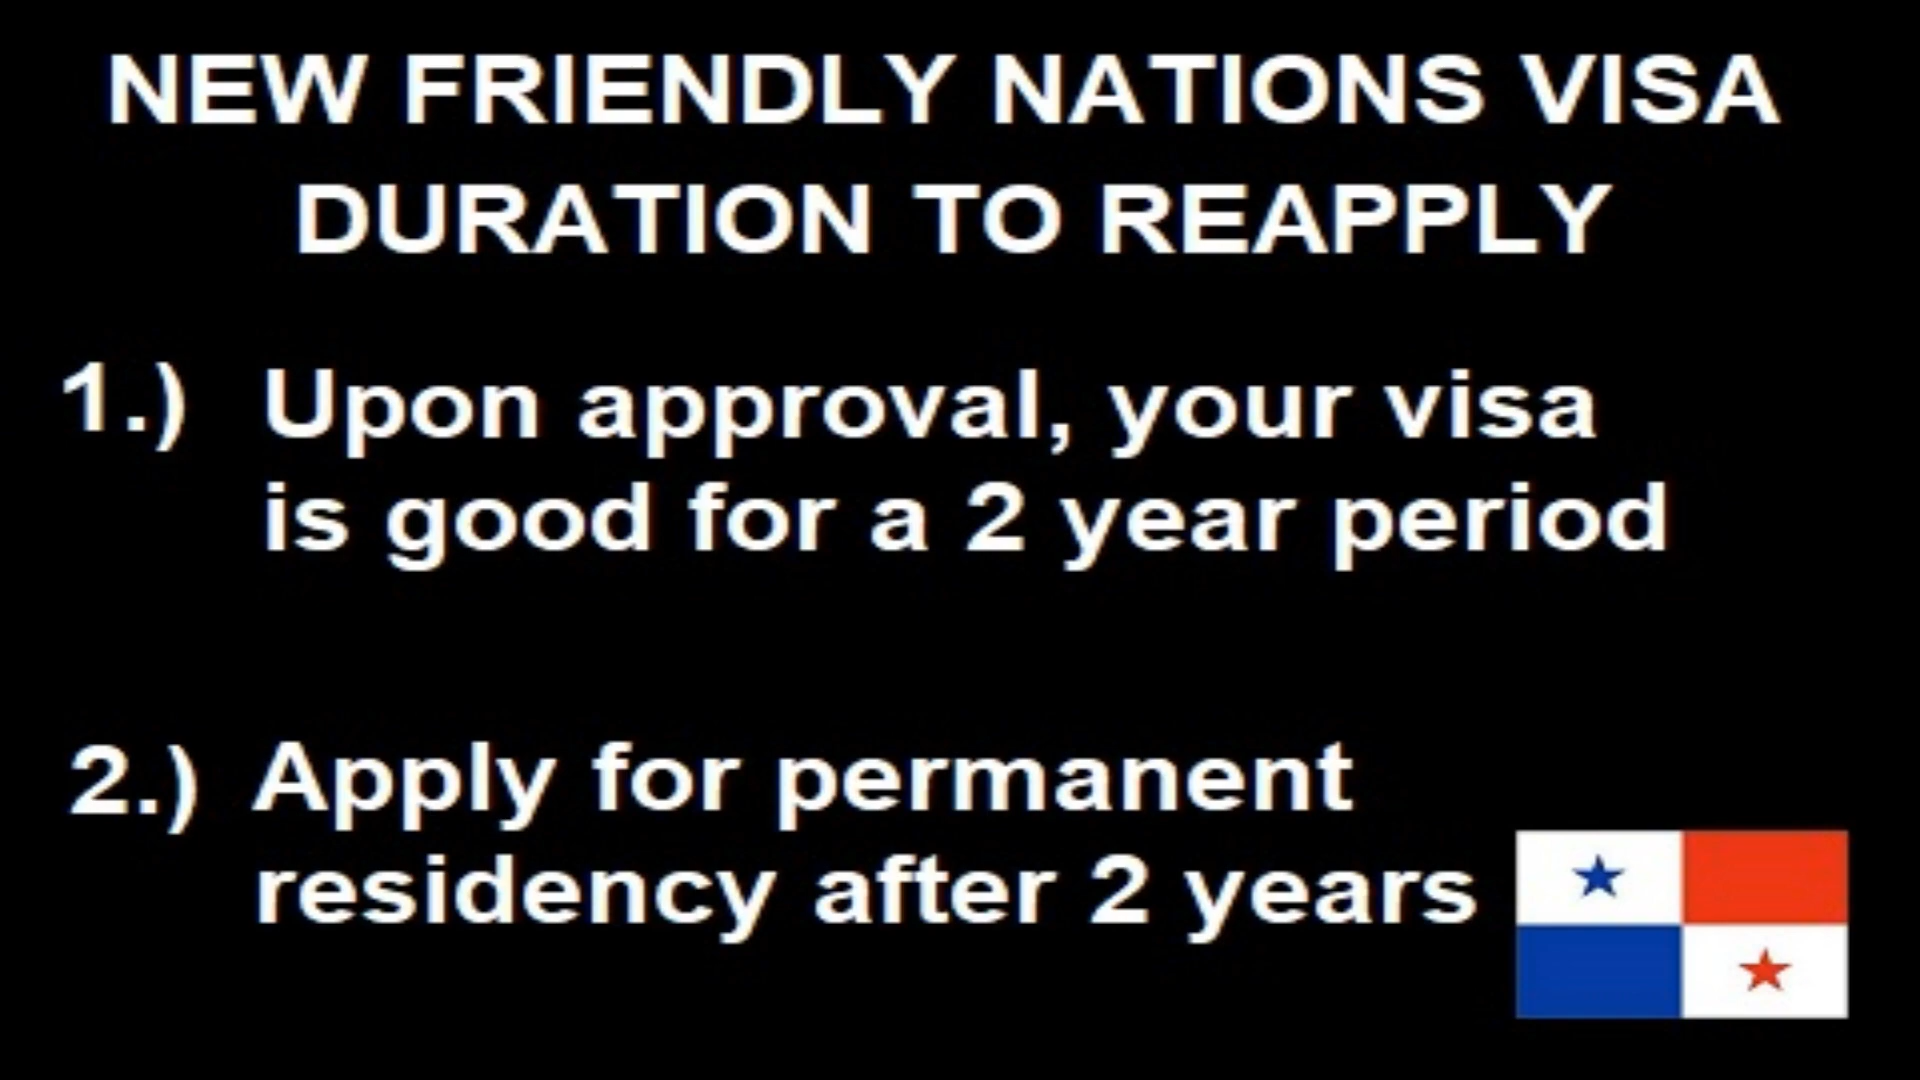 NEW FRIENDLY NATIONS VISA
DURATION TO REAPPLY
1.) Upon approval, your visa
is good for a 2 year period
2.) Apply for permanent
residency after 2 years